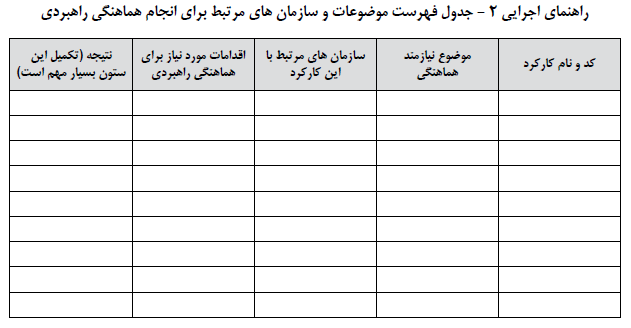 راهنمای اجرایی ۲ - جدول فهرست موضوعات و سازمان های مرتبط برای انجام هماهنگی راهبردی
کد و نام کارکرد
موضوع نیازمند
هماهنگی
سازمان های مرتبط با
این کارکرد
اقدامات مورد نیاز برای
هماهنگی راهبردی
نتیجه (تکمیل این
ستون بسیار مهم است)